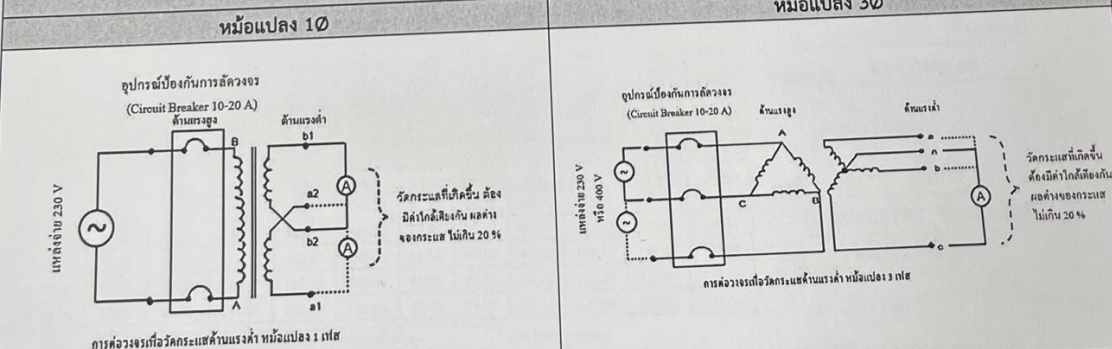 หม้อแปลง 1Ø
อุปกรณ์ป้องกันการลัดวงจร
(Circuit Breaker 10-20 A)
ด้านแรงสูง
ด้านแรงต่ำ
B
b1
A
a2
b2
A
a1
A
~
แหล่งจ่าย 230 V
วัดกระแสที่เกิดขึ้น ต้อง
มีค่าใกล้เคียงกัน ผลต่าง
ของกระแส ไม่เกิน 20 %
การต่อวงจรเพื่อวัดกระแสด้านแรงต่ำ หม้อแปลง 1 เฟส
หม้อแปลง 3Ø
อุปกรณ์ป้องกันการลัดวงจร
(Circuit Breaker 10-20 A)
ด้านแรงสูง
ด้านแรงต่ำ
A
C
B
a
n
b
c
A
~
~
แหล่งจ่าย 230 V
หรือ 400 V
วัดกระแสที่เกิดขึ้น
ต้องมีค่าใกล้เคียงกัน
ผลต่างของกระแส
ไม่เกิน 20 %
การต่อวงจรเพื่อวัดกระแสด้านแรงต่ำ หม้อแปลง 3 เฟส